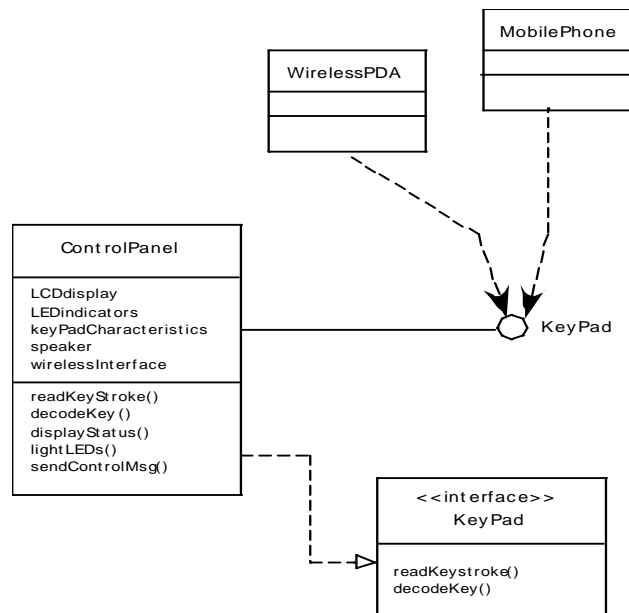 MobilePhone
WirelessPDA
ControlPanel
LCDdisplay
LEDindicators
keyPadCharacteristics
speaker
wirelessInterface
KeyPad
readKeyStroke()
decodeKey()
displayStatus()
lightLEDs()
sendControlMsg()
<<interface>>
KeyPad
readKeystroke()
decodeKey()